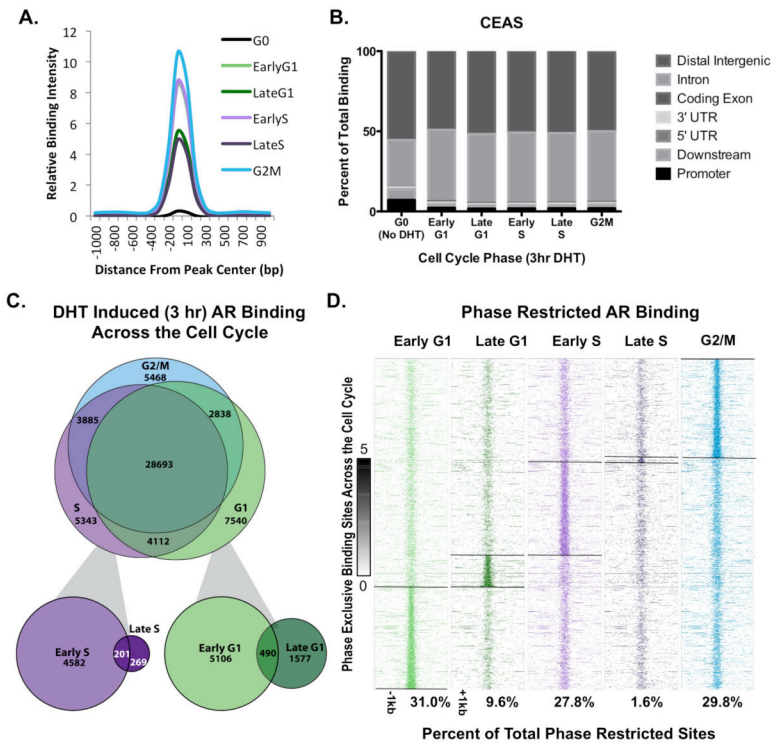 A.
12
10
8
6
4
2
0
Relative Binding Intensity
-1000
-800
-600
-400
-200
100
300
500
700
900
Distance From Peak Center (bp)
G0
EarlyG1
LateG1
EarlyS
LateS
G2M
B.
CEAS
100
50
0
Percent of Total Binding
G0
(No DHT)
Early
G1
Late
G1
Early
S
Late
S
G2M
Cell Cycle Phase (3hr DHT)
Distal Intergenic
Intron
Coding Exon
3' UTR
5' UTR
Downstream
Promoter
C.
DHT Induced (3 hr) AR Binding
Across the Cell Cycle
G2/M
5468
3885
2838
28693
S
5343
G1
7540
4112
Early S
4582
Late S
201
269
Early G1
5106
490
Late G1
1577
D.
Phase Restricted AR Binding
Early G1
Late G1
Early S
Late S
G2/M
Phase Exclusive Binding Sites Across the Cell Cycle
5
0
-1kb
31.0%
+1kb
9.6%
27.8%
1.6%
29.8%
Percent of Total Phase Restricted Sites